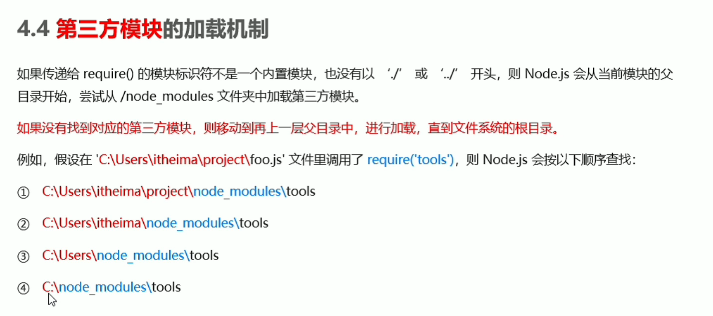 4.4 第三方模块的加载机制
如果传递给 require() 的模块标识符不是一个内置模块，也没有以 ‘./’ 或 ‘../’ 开头，则 Node.js 会从当前模块的父
目录开始，尝试从 /node_modules 文件夹中加载第三方模块。
如果没有找到对应的第三方模块，则移动到再上一层父目录中，进行加载，直到文件系统的根目录。
例如，假设在 'C:\Users\itheima\project\foo.js' 文件里调用了 require('tools')，则 Node.js 会按以下顺序查找：
① C:\Users\itheima\project\node_modules\tools
② C:\Users\itheima\node_modules\tools
③ C:\Users\node_modules\tools
④ C:\node_modules\tools